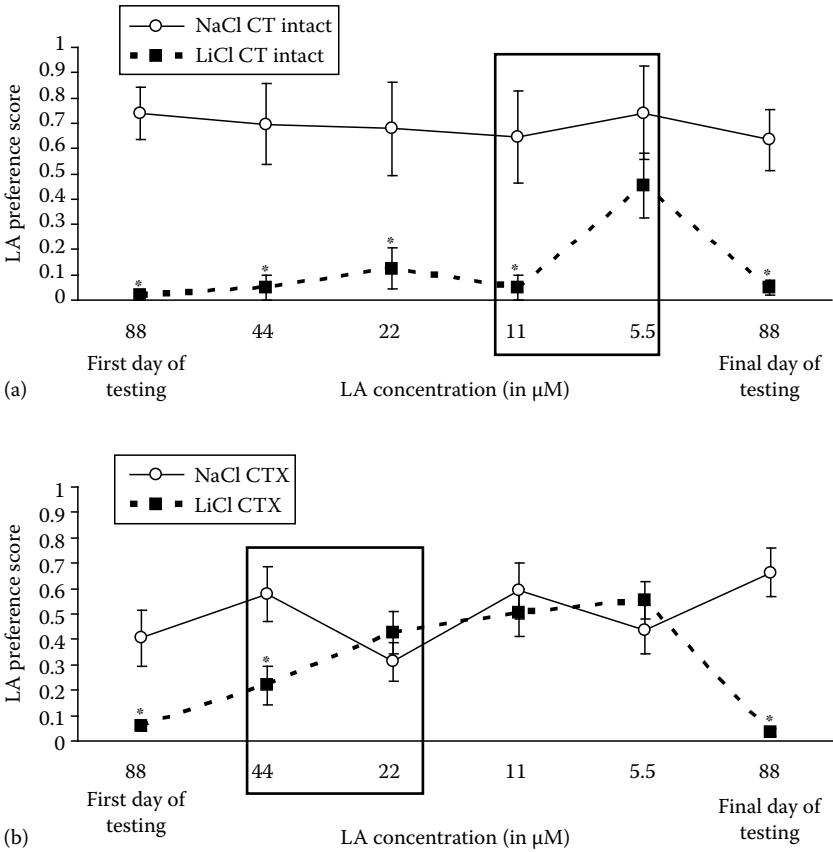 NaCl CT intact
LiCl CT intact
1
0.9
0.8
0.7
0.6
0.5
0.4
0.3
0.2
0.1
0
LA preference score
*
*
*
*
*
88
44
22
11
5.5
88
First day of
testing
Final day of
testing
(a)
LA concentration (in μM)
NaCl CTX
LiCl CTX
1
0.9
0.8
0.7
0.6
0.5
0.4
0.3
0.2
0.1
0
LA preference score
*
*
*
88
44
22
11
5.5
88
First day of
testing
Final day of
testing
(b)
LA concentration (in μM)